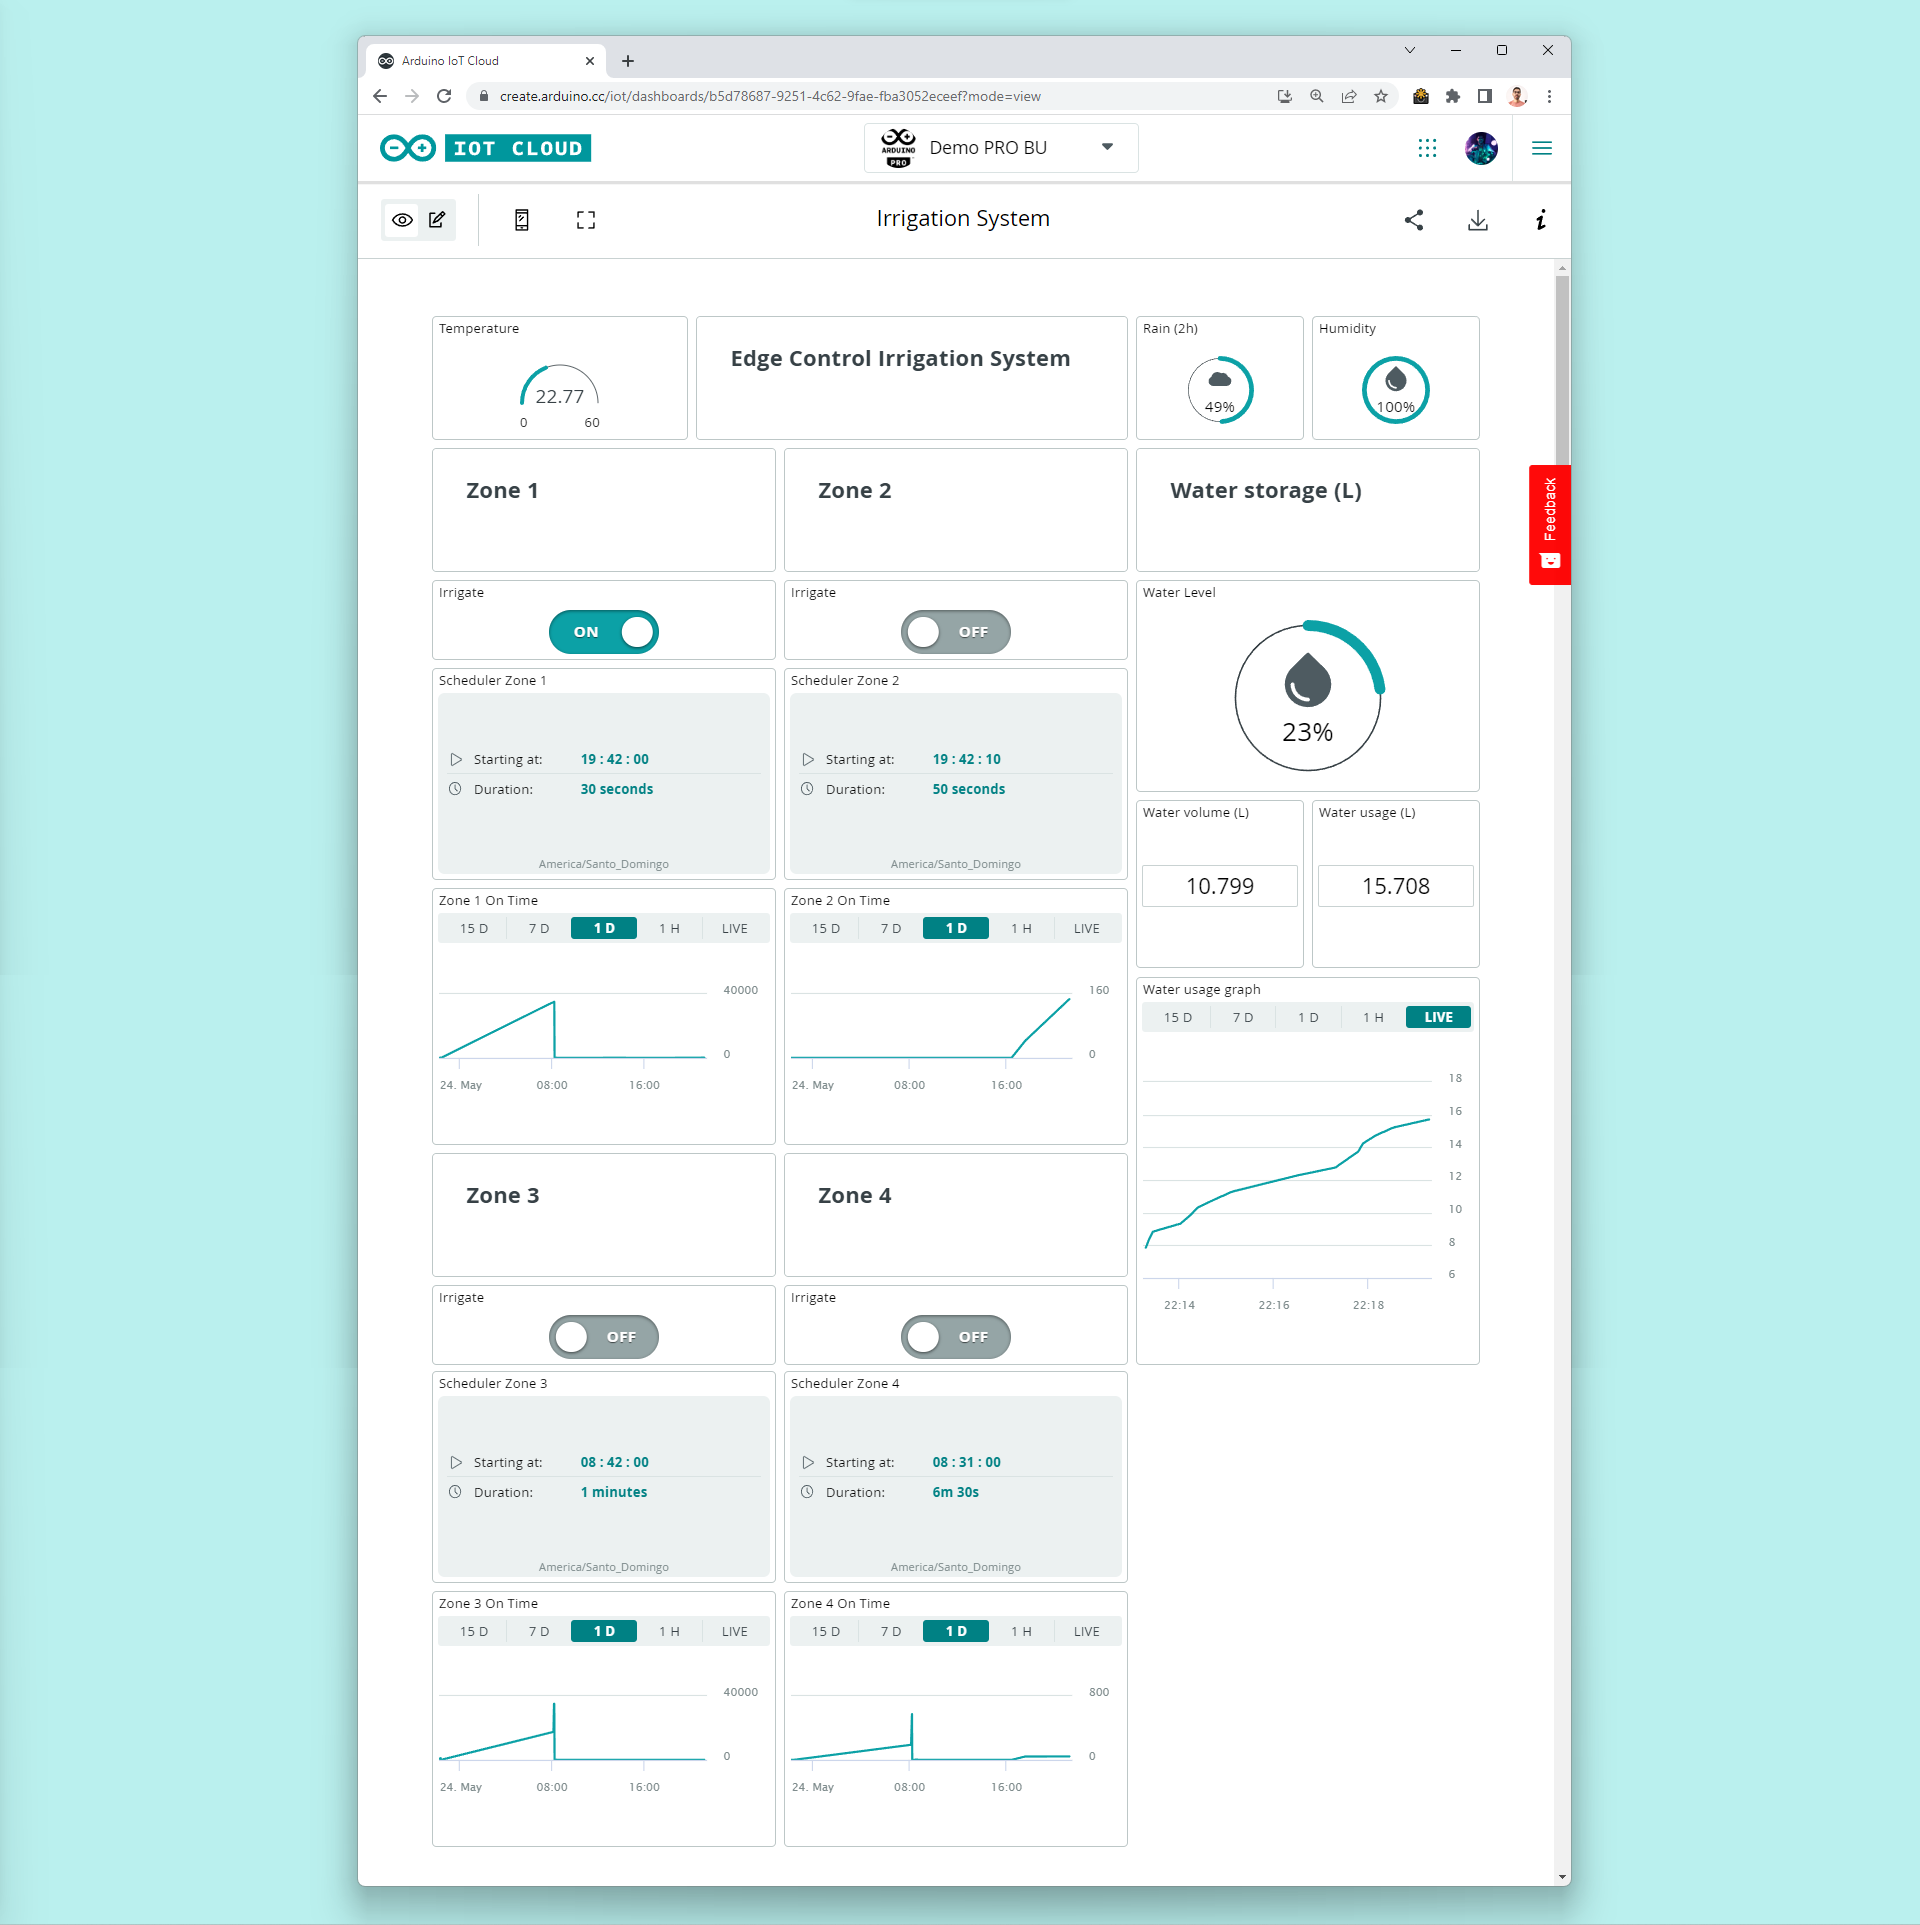 Arduino IoT Cloud
create.arduino.cc/iot/dashboards/b5d78687-9251-4c62-9fae-fba3052eceef?mode=view
IOT CLOUD
ARDUINO
PRO
Demo PRO BU
Irrigation System
Temperature
22.77
0 60
Edge Control Irrigation System
Rain (2h)
49%
Humidity
100%
Feedback
Zone 1
Zone 2
Water storage (L)
Irrigate
ON
Irrigate
OFF
Water Level
23%
Scheduler Zone 1
Starting at: 19 : 42 : 00
Duration: 30 seconds
America/Santo_Domingo
Scheduler Zone 2
Starting at: 19 : 42 : 10
Duration: 50 seconds
America/Santo_Domingo
Water volume (L)
10.799
Water usage (L)
15.708
Zone 1 On Time
15 D 7 D 1 D 1 H LIVE
40000
0
24. May 08:00 16:00
Zone 2 On Time
15 D 7 D 1 D 1 H LIVE
160
0
24. May 08:00 16:00
Water usage graph
15 D 7 D 1 D 1 H LIVE
18
16
14
12
10
8
6
22:14 22:16 22:18
Zone 3
Zone 4
Irrigate
OFF
Irrigate
OFF
Scheduler Zone 3
Starting at: 08 : 42 : 00
Duration: 1 minutes
America/Santo_Domingo
Scheduler Zone 4
Starting at: 08 : 31 : 00
Duration: 6m 30s
America/Santo_Domingo
Zone 3 On Time
15 D 7 D 1 D 1 H LIVE
40000
0
24. May 08:00 16:00
Zone 4 On Time
15 D 7 D 1 D 1 H LIVE
800
0
24. May 08:00 16:00